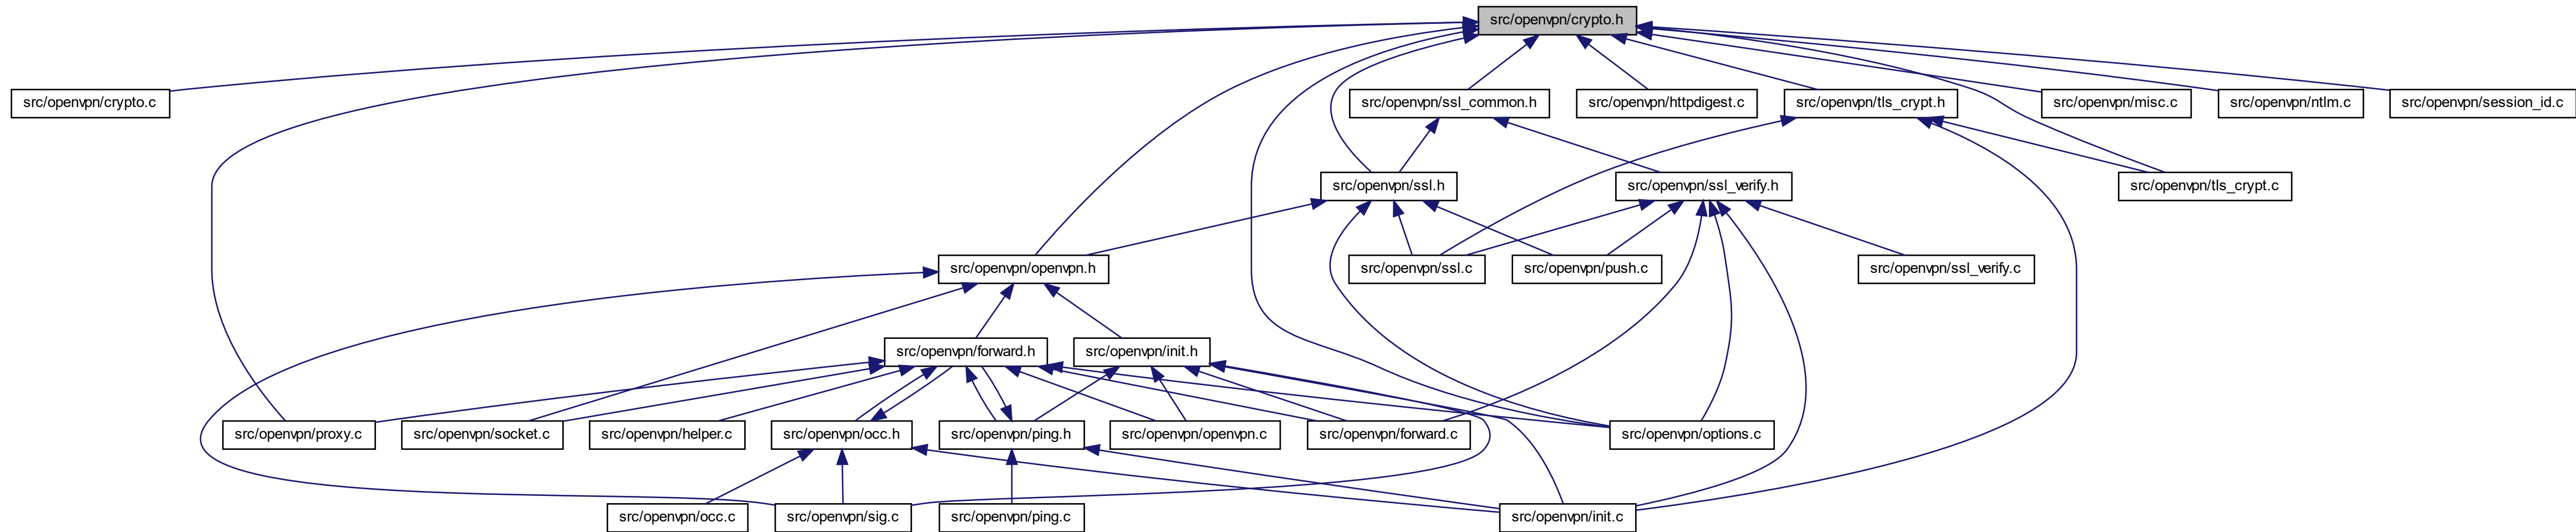 src/openvpn/crypto.h
src/openvpn/crypto.c
src/openvpn/ssl_common.h
src/openvpn/httpdigest.c
src/openvpn/tls_crypt.h
src/openvpn/misc.c
src/openvpn/ntlm.c
src/openvpn/session_id.c
src/openvpn/ssl.h
src/openvpn/ssl_verify.h
src/openvpn/tls_crypt.c
src/openvpn/openvpn.h
src/openvpn/ssl.c
src/openvpn/push.c
src/openvpn/ssl_verify.c
src/openvpn/forward.h
src/openvpn/init.h
src/openvpn/proxy.c
src/openvpn/socket.c
src/openvpn/helper.c
src/openvpn/occ.h
src/openvpn/ping.h
src/openvpn/openvpn.c
src/openvpn/forward.c
src/openvpn/options.c
src/openvpn/occ.c
src/openvpn/sig.c
src/openvpn/ping.c
src/openvpn/init.c